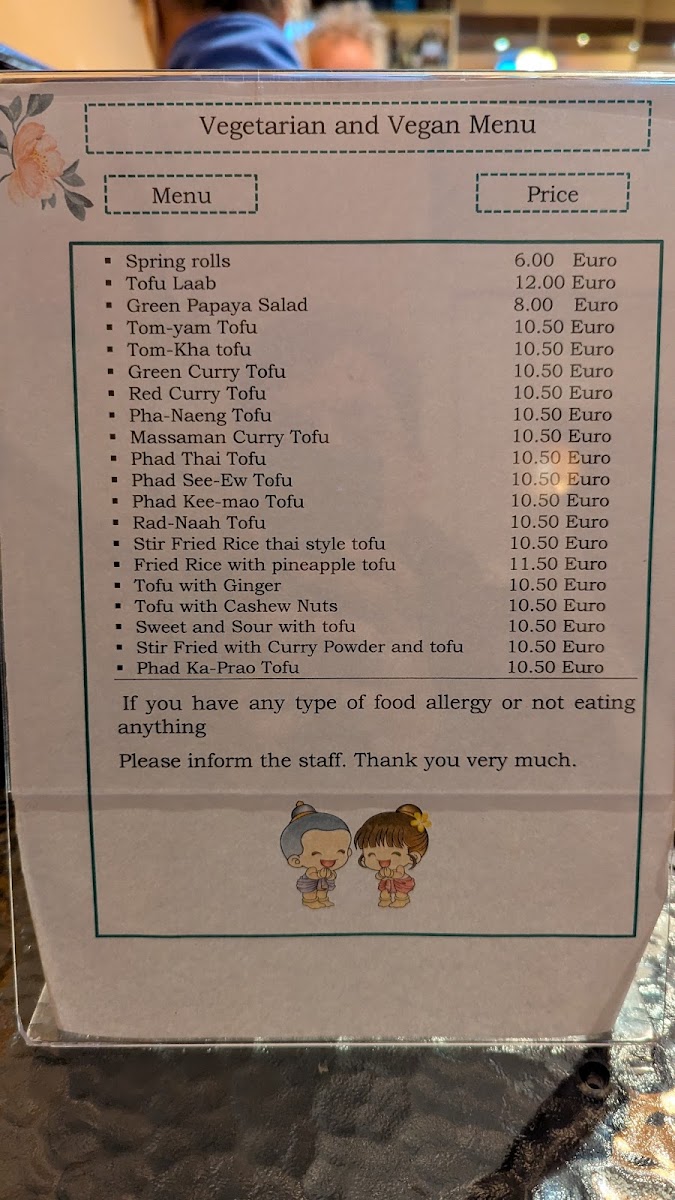 Vegetarian and Vegan Menu
Menu Price
▪ Spring rolls 6.00 Euro
▪ Tofu Laab 12.00 Euro
▪ Green Papaya Salad 8.00 Euro
▪ Tom-yam Tofu 10.50 Euro
▪ Tom-Kha tofu 10.50 Euro
▪ Green Curry Tofu 10.50 Euro
▪ Red Curry Tofu 10.50 Euro
▪ Pha-Naeng Tofu 10.50 Euro
▪ Massaman Curry Tofu 10.50 Euro
▪ Phad Thai Tofu 10.50 Euro
▪ Phad See-Ew Tofu 10.50 Euro
▪ Phad Kee-mao Tofu 10.50 Euro
▪ Rad-Naah Tofu 10.50 Euro
▪ Stir Fried Rice thai style tofu 10.50 Euro
▪ Fried Rice with pineapple tofu 11.50 Euro
▪ Tofu with Ginger 10.50 Euro
▪ Tofu with Cashew Nuts 10.50 Euro
▪ Sweet and Sour with tofu 10.50 Euro
▪ Stir Fried with Curry Powder and tofu 10.50 Euro
▪ Phad Ka-Prao Tofu 10.50 Euro
If you have any type of food allergy or not eating
anything
Please inform the staff. Thank you very much.